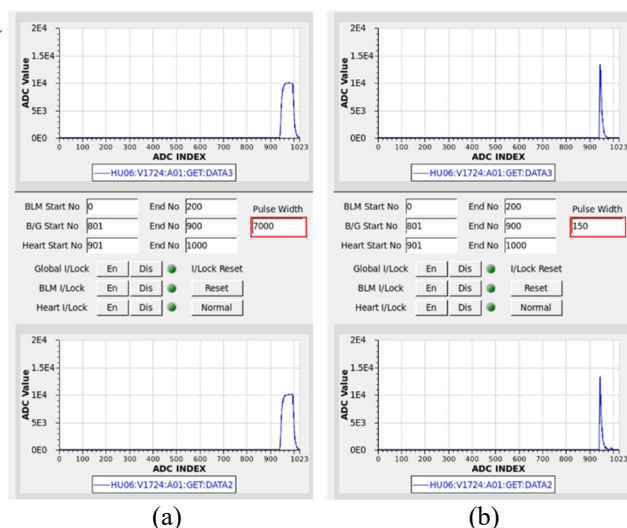 2E4
1.5E4
1E4
5E3
0E0
ADC Value
0 100 200 300 400 500 600 700 800 900 1023
ADC INDEX
HU06:V1724:A01:GET:DATA3
BLM Start No 0 End No 200 Pulse Width
B/G Start No 801 End No 900 7000
Heart Start No 901 End No 1000
Global I/Lock En Dis I/Lock Reset
BLM I/Lock En Dis Reset
Heart I/Lock En Dis Normal
2E4
1.5E4
1E4
5E3
0E0
ADC Value
0 100 200 300 400 500 600 700 800 900 1023
ADC INDEX
HU06:V1724:A01:GET:DATA2
(a)
2E4
1.5E4
1E4
5E3
0E0
ADC Value
0 100 200 300 400 500 600 700 800 900 1023
ADC INDEX
HU06:V1724:A01:GET:DATA3
BLM Start No 0 End No 200 Pulse Width
B/G Start No 801 End No 900 150
Heart Start No 901 End No 1000
Global I/Lock En Dis I/Lock Reset
BLM I/Lock En Dis Reset
Heart I/Lock En Dis Normal
2E4
1.5E4
1E4
5E3
0E0
ADC Value
0 100 200 300 400 500 600 700 800 900 1023
ADC INDEX
HU06:V1724:A01:GET:DATA2
(b)